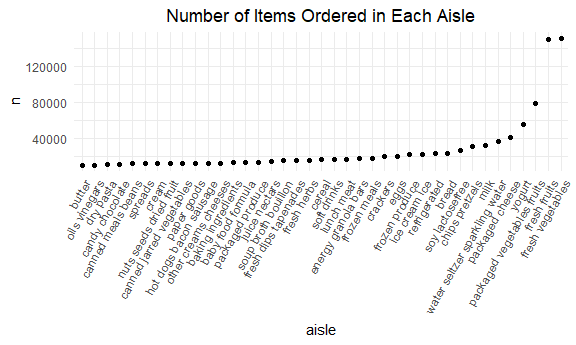 Number of Items Ordered in Each Aisle
n
120000
80000
40000
butter
oils vinegars
dry pasta
candy chocolate
canned meals beans
spreads
cream
nuts seeds dried fruit
canned jarred vegetables
paper goods
hot dogs bacon sausage
other creams cheeses
baking ingredients
baby food formula
packaged produce
juice nectars
soup broth bouillon
fresh dips tapenades
fresh herbs
cereal
soft drinks
lunch meat
energy granola bars
frozen meals
crackers
eggs
frozen produce
ice cream ice
refrigerated
bread
soy lactosefree
chips pretzels
milk
water seltzer sparkling water
packaged cheese
yogurt
packaged vegetables fruits
fresh fruits
fresh vegetables
aisle